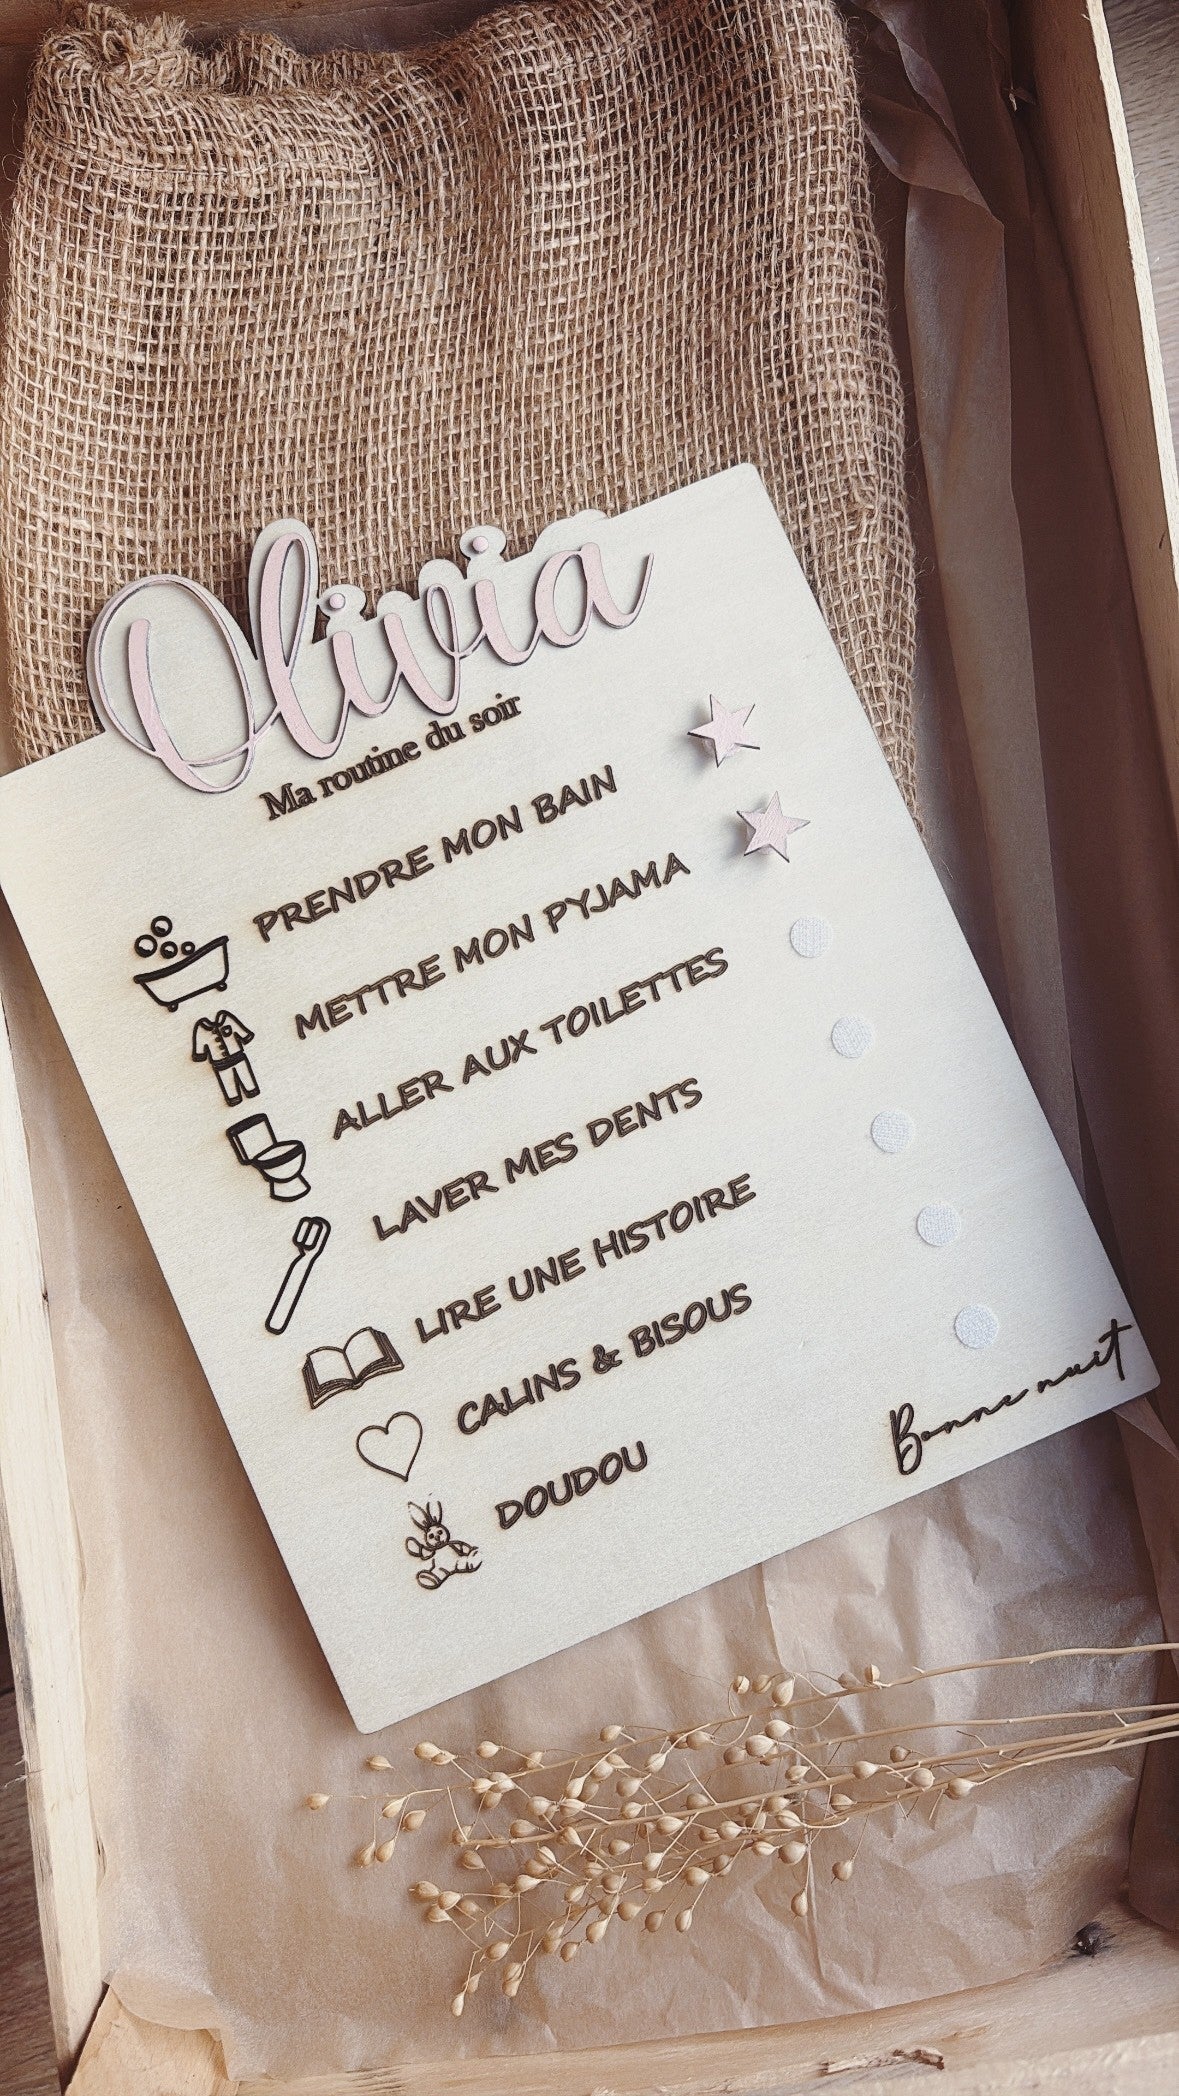 Olivia
Ma routine du soir
PRENDRE MON BAIN
METTRE MON PYJAMA
ALLER AUX TOILETTES
LAVER MES DENTS
LIRE UNE HISTOIRE
CALINS & BISOUS
DOUDOU
Bonne nuit